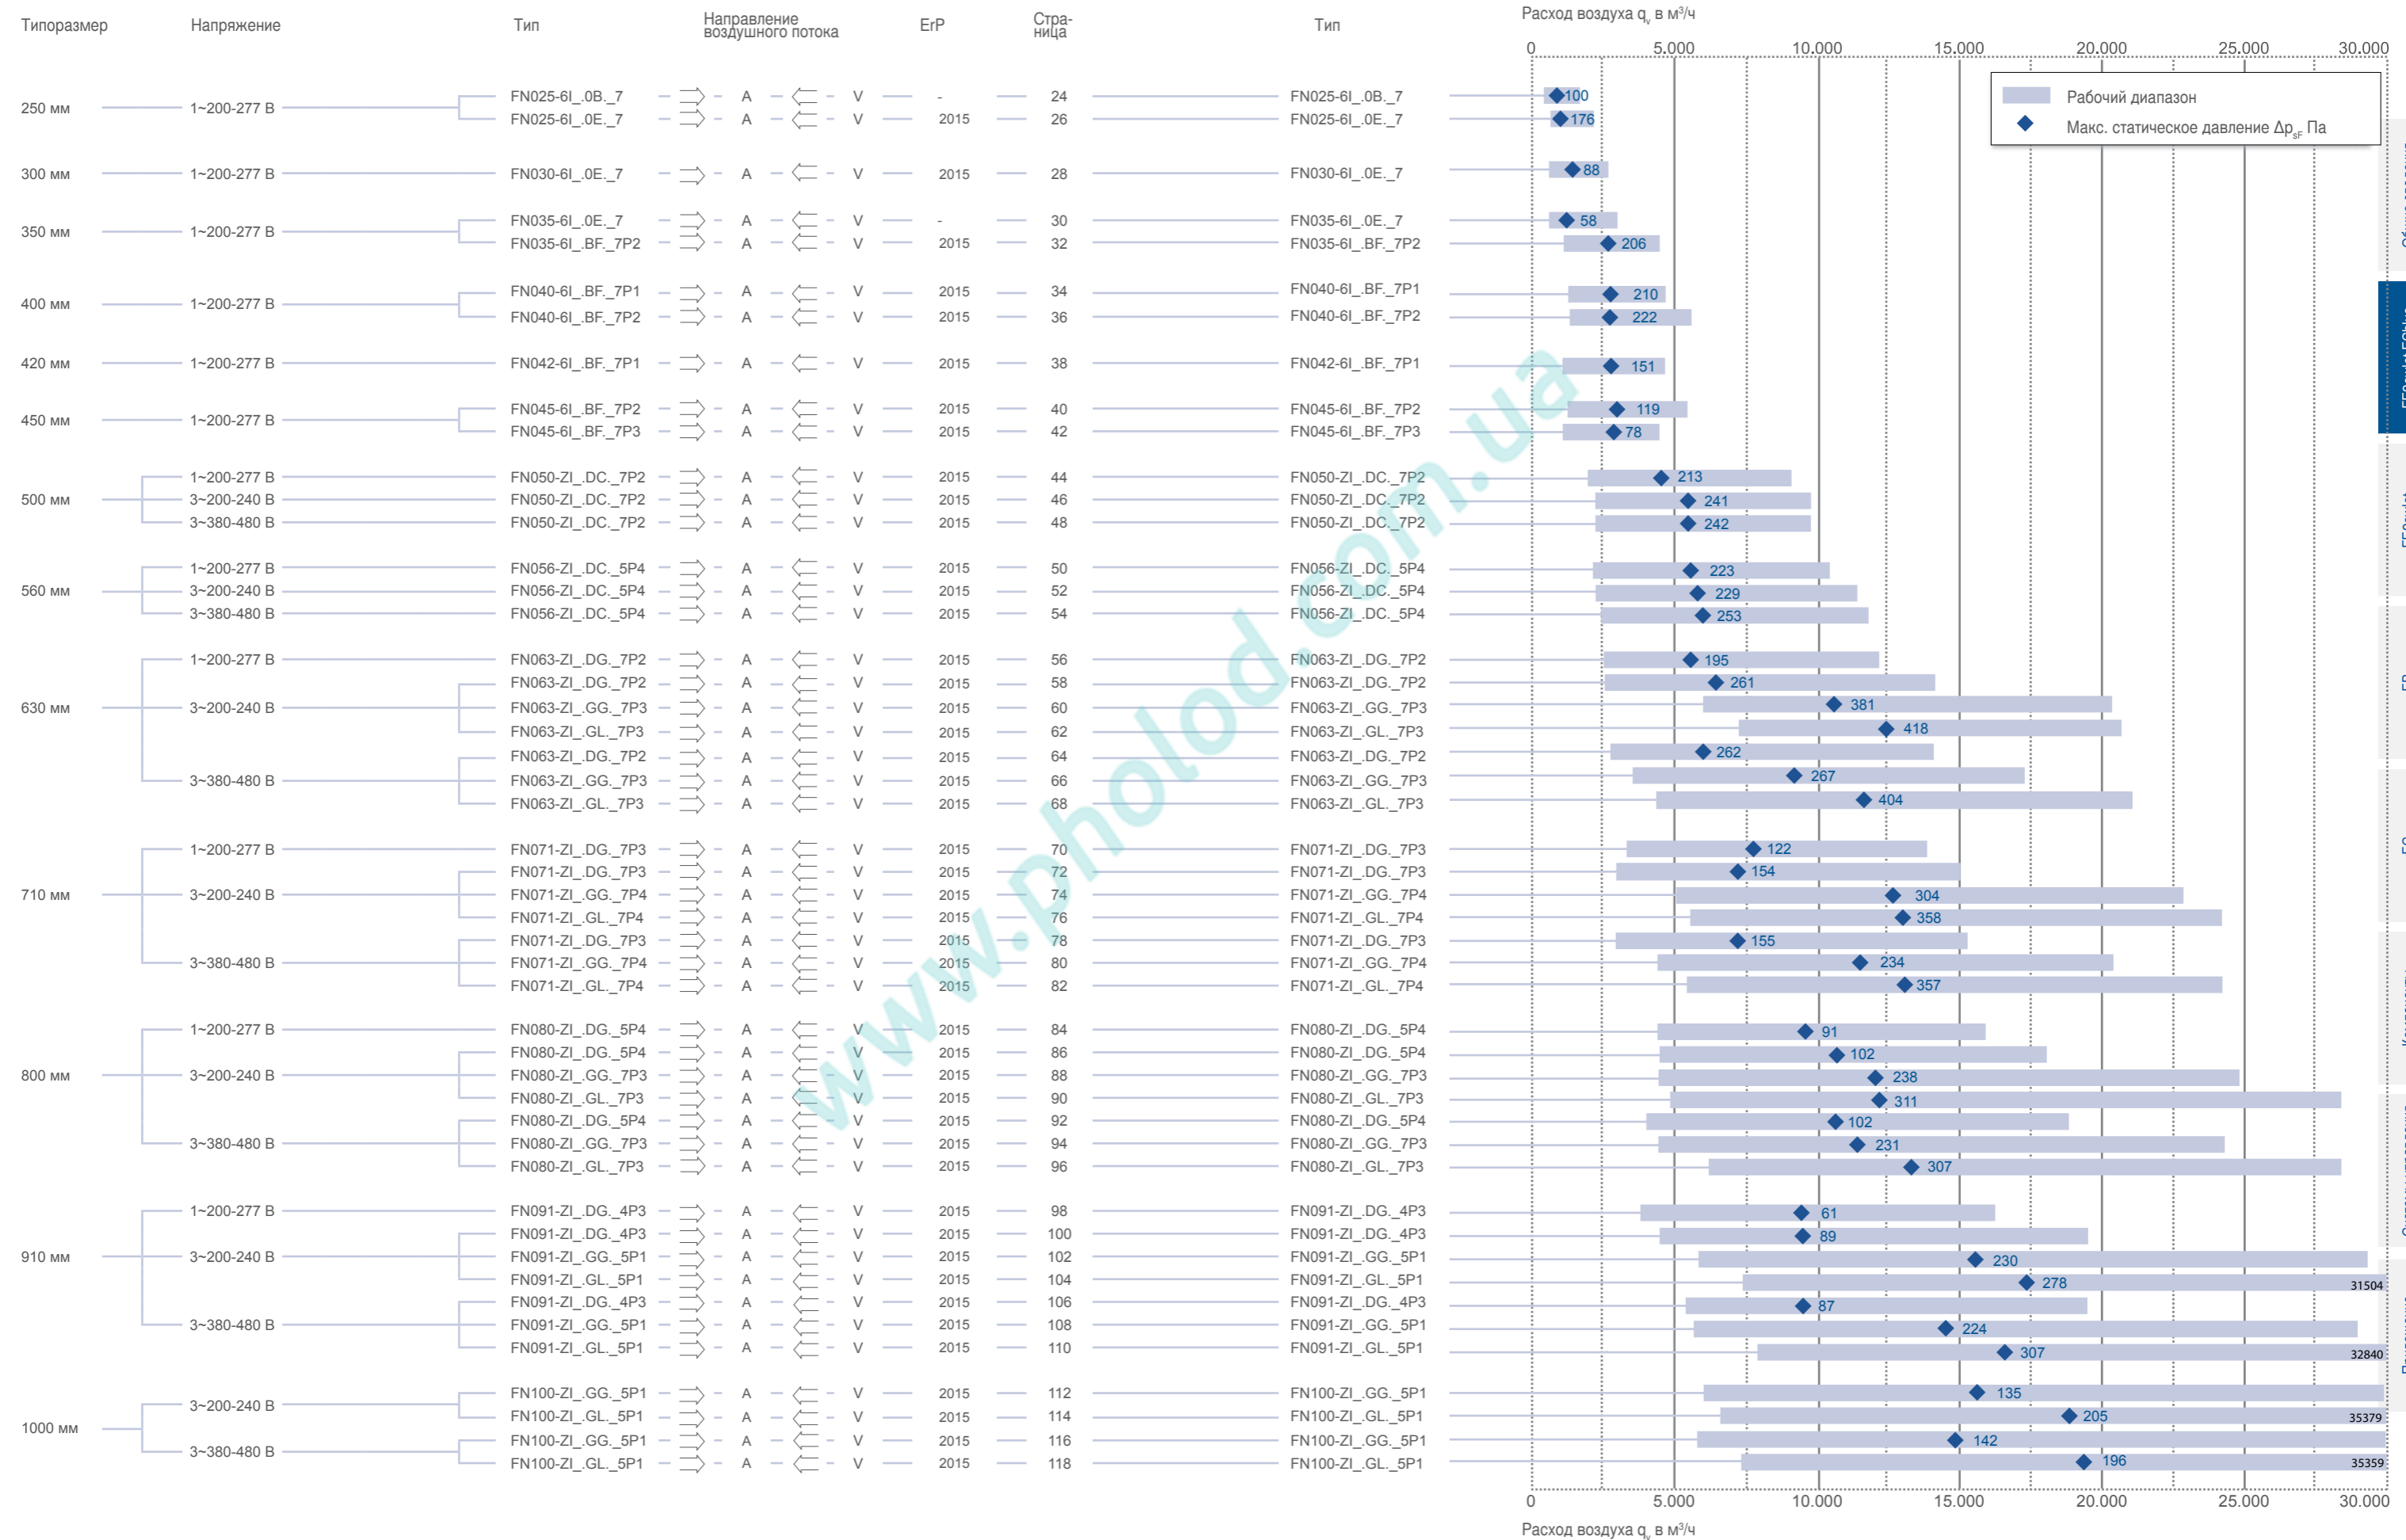 Типоразмер Напряжение Тип Направление воздушного потока ErP Стра- ница Тип Расход воздуха qᵥ в м³/ч
0 5.000 10.000 15.000 20.000 25.000 30.000
Рабочий диапазон
Макс. статическое давление Δp_sF Па
250 мм 1~200-277 В
FN025-6I_.0B._7 A V - 24 FN025-6I_.0B._7 100
FN025-6I_.0E._7 A V 2015 26 FN025-6I_.0E._7 176
300 мм 1~200-277 В FN030-6I_.0E._7 A V 2015 28 FN030-6I_.0E._7 88
350 мм 1~200-277 В
FN035-6I_.0E._7 A V - 30 FN035-6I_.0E._7 58
FN035-6I_.BF._7P2 A V 2015 32 FN035-6I_.BF._7P2 206
400 мм 1~200-277 В
FN040-6I_.BF._7P1 A V 2015 34 FN040-6I_.BF._7P1 210
FN040-6I_.BF._7P2 A V 2015 36 FN040-6I_.BF._7P2 222
420 мм 1~200-277 В FN042-6I_.BF._7P1 A V 2015 38 FN042-6I_.BF._7P1 151
450 мм 1~200-277 В
FN045-6I_.BF._7P2 A V 2015 40 FN045-6I_.BF._7P2 119
FN045-6I_.BF._7P3 A V 2015 42 FN045-6I_.BF._7P3 78
500 мм
1~200-277 В FN050-ZI_.DC._7P2 A V 2015 44 FN050-ZI_.DC._7P2 213
3~200-240 В FN050-ZI_.DC._7P2 A V 2015 46 FN050-ZI_.DC._7P2 241
3~380-480 В FN050-ZI_.DC._7P2 A V 2015 48 FN050-ZI_.DC._7P2 242
560 мм
1~200-277 В FN056-ZI_.DC._5P4 A V 2015 50 FN056-ZI_.DC._5P4 223
3~200-240 В FN056-ZI_.DC._5P4 A V 2015 52 FN056-ZI_.DC._5P4 229
3~380-480 В FN056-ZI_.DC._5P4 A V 2015 54 FN056-ZI_.DC._5P4 253
630 мм
1~200-277 В FN063-ZI_.DG._7P2 A V 2015 56 FN063-ZI_.DG._7P2 195
FN063-ZI_.DG._7P2 A V 2015 58 FN063-ZI_.DG._7P2 261
3~200-240 В FN063-ZI_.GG._7P3 A V 2015 60 FN063-ZI_.GG._7P3 381
FN063-ZI_.GL._7P3 A V 2015 62 FN063-ZI_.GL._7P3 418
FN063-ZI_.DG._7P2 A V 2015 64 FN063-ZI_.DG._7P2 262
3~380-480 В FN063-ZI_.GG._7P3 A V 2015 66 FN063-ZI_.GG._7P3 267
FN063-ZI_.GL._7P3 A V 2015 68 FN063-ZI_.GL._7P3 404
710 мм
1~200-277 В FN071-ZI_.DG._7P3 A V 2015 70 FN071-ZI_.DG._7P3 122
FN071-ZI_.DG._7P3 A V 2015 72 FN071-ZI_.DG._7P3 154
3~200-240 В FN071-ZI_.GG._7P4 A V 2015 74 FN071-ZI_.GG._7P4 304
FN071-ZI_.GL._7P4 A V 2015 76 FN071-ZI_.GL._7P4 358
FN071-ZI_.DG._7P3 A V 2015 78 FN071-ZI_.DG._7P3 155
3~380-480 В FN071-ZI_.GG._7P4 A V 2015 80 FN071-ZI_.GG._7P4 234
FN071-ZI_.GL._7P4 A V 2015 82 FN071-ZI_.GL._7P4 357
800 мм
1~200-277 В FN080-ZI_.DG._5P4 A V 2015 84 FN080-ZI_.DG._5P4 91
FN080-ZI_.DG._5P4 A V 2015 86 FN080-ZI_.DG._5P4 102
3~200-240 В FN080-ZI_.GG._7P3 A V 2015 88 FN080-ZI_.GG._7P3 238
FN080-ZI_.GL._7P3 A V 2015 90 FN080-ZI_.GL._7P3 311
FN080-ZI_.DG._5P4 A V 2015 92 FN080-ZI_.DG._5P4 102
3~380-480 В FN080-ZI_.GG._7P3 A V 2015 94 FN080-ZI_.GG._7P3 231
FN080-ZI_.GL._7P3 A V 2015 96 FN080-ZI_.GL._7P3 307
910 мм
1~200-277 В FN091-ZI_.DG._4P3 A V 2015 98 FN091-ZI_.DG._4P3 61
FN091-ZI_.DG._4P3 A V 2015 100 FN091-ZI_.DG._4P3 89
3~200-240 В FN091-ZI_.GG._5P1 A V 2015 102 FN091-ZI_.GG._5P1 230
FN091-ZI_.GL._5P1 A V 2015 104 FN091-ZI_.GL._5P1 278 31504
FN091-ZI_.DG._4P3 A V 2015 106 FN091-ZI_.DG._4P3 87
3~380-480 В FN091-ZI_.GG._5P1 A V 2015 108 FN091-ZI_.GG._5P1 224
FN091-ZI_.GL._5P1 A V 2015 110 FN091-ZI_.GL._5P1 307 32840
1000 мм
3~200-240 В
FN100-ZI_.GG._5P1 A V 2015 112 FN100-ZI_.GG._5P1 135
FN100-ZI_.GL._5P1 A V 2015 114 FN100-ZI_.GL._5P1 205 35379
3~380-480 В
FN100-ZI_.GG._5P1 A V 2015 116 FN100-ZI_.GG._5P1 142
FN100-ZI_.GL._5P1 A V 2015 118 FN100-ZI_.GL._5P1 196 35359
0 5.000 10.000 15.000 20.000 25.000 30.000
Расход воздуха qᵥ в м³/ч
www.pholod.com.ua